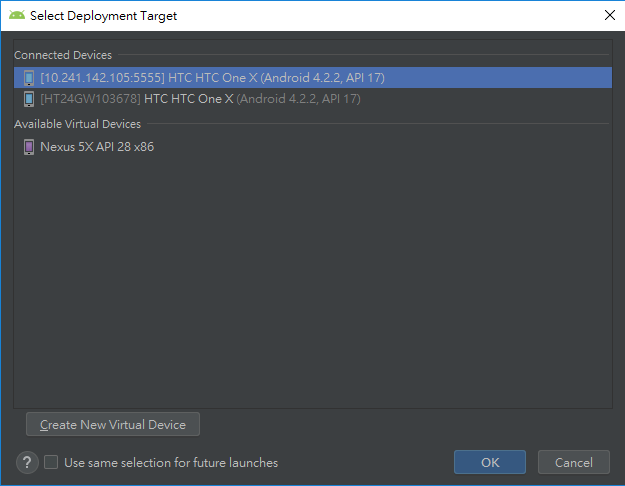 Select Deployment Target
Connected Devices
[10.241.142.105:5555] HTC HTC One X (Android 4.2.2, API 17)
[HT24GW103678] HTC HTC One X (Android 4.2.2, API 17)
Available Virtual Devices
Nexus 5X API 28 x86
Create New Virtual Device
? Use same selection for future launches
OK
Cancel